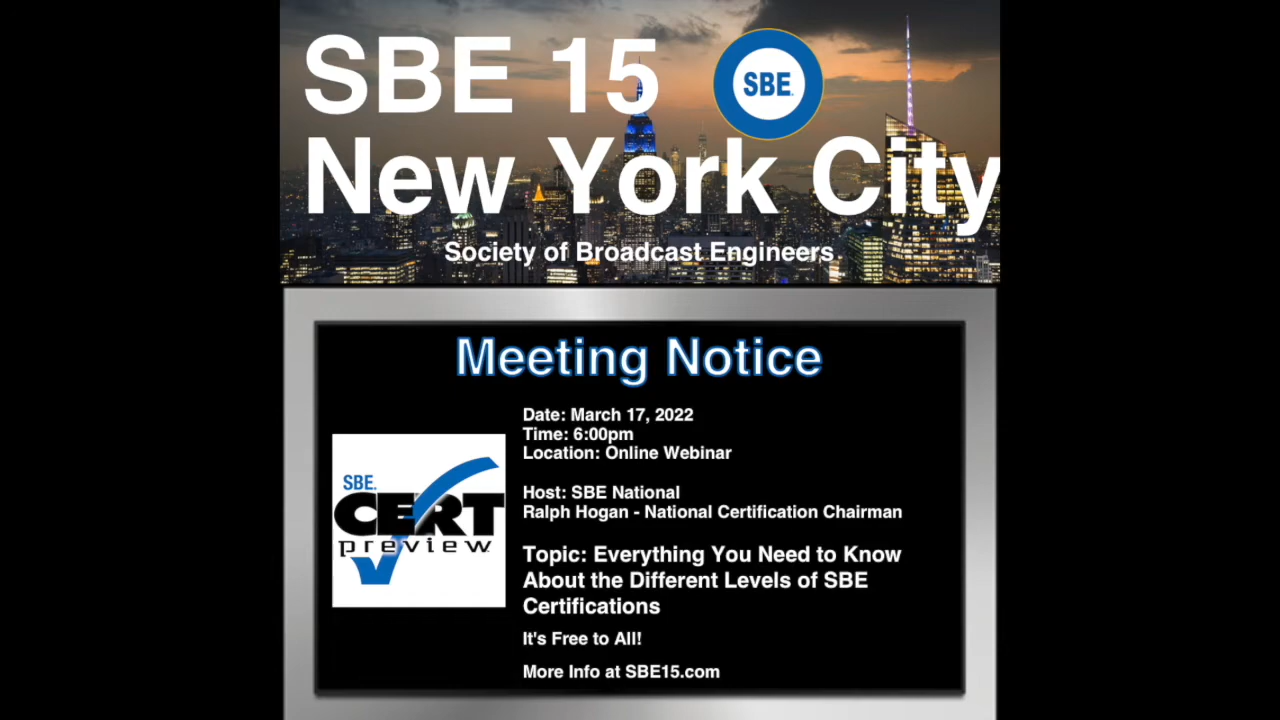 SBE 15
SBE.
New York City
Society of Broadcast Engineers
Meeting Notice
Date: March 17, 2022
Time: 6:00pm
Location: Online Webinar
Host: SBE National
Ralph Hogan - National Certification Chairman
SBE.
CERT
preview
Topic: Everything You Need to Know
About the Different Levels of SBE
Certifications
It's Free to All!
More Info at SBE15.com